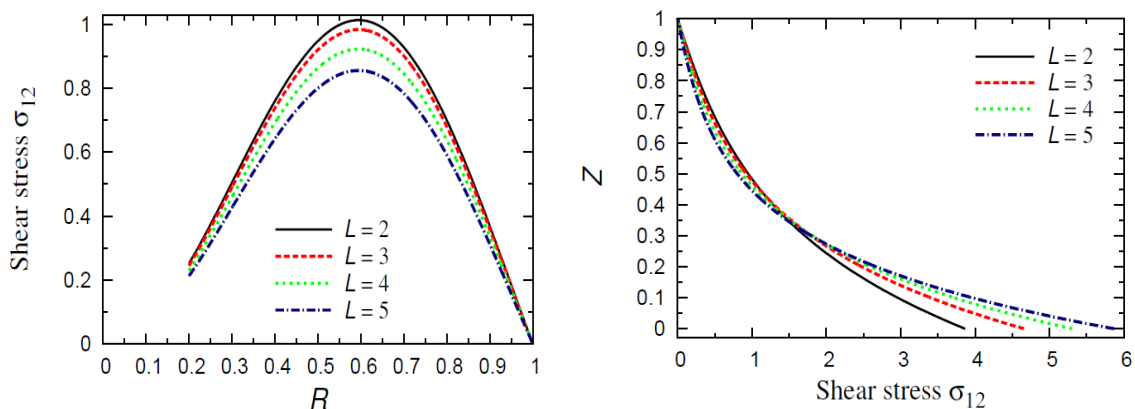 Shear stress σ₁₂
1
0.8
0.6
0.4
0.2
0
L = 2
L = 3
L = 4
L = 5
0 0.1 0.2 0.3 0.4 0.5 0.6 0.7 0.8 0.9 1
R
Z
1
0.9
0.8
0.7
0.6
0.5
0.4
0.3
0.2
0.1
0
L = 2
L = 3
L = 4
L = 5
0 1 2 3 4 5 6
Shear stress σ₁₂